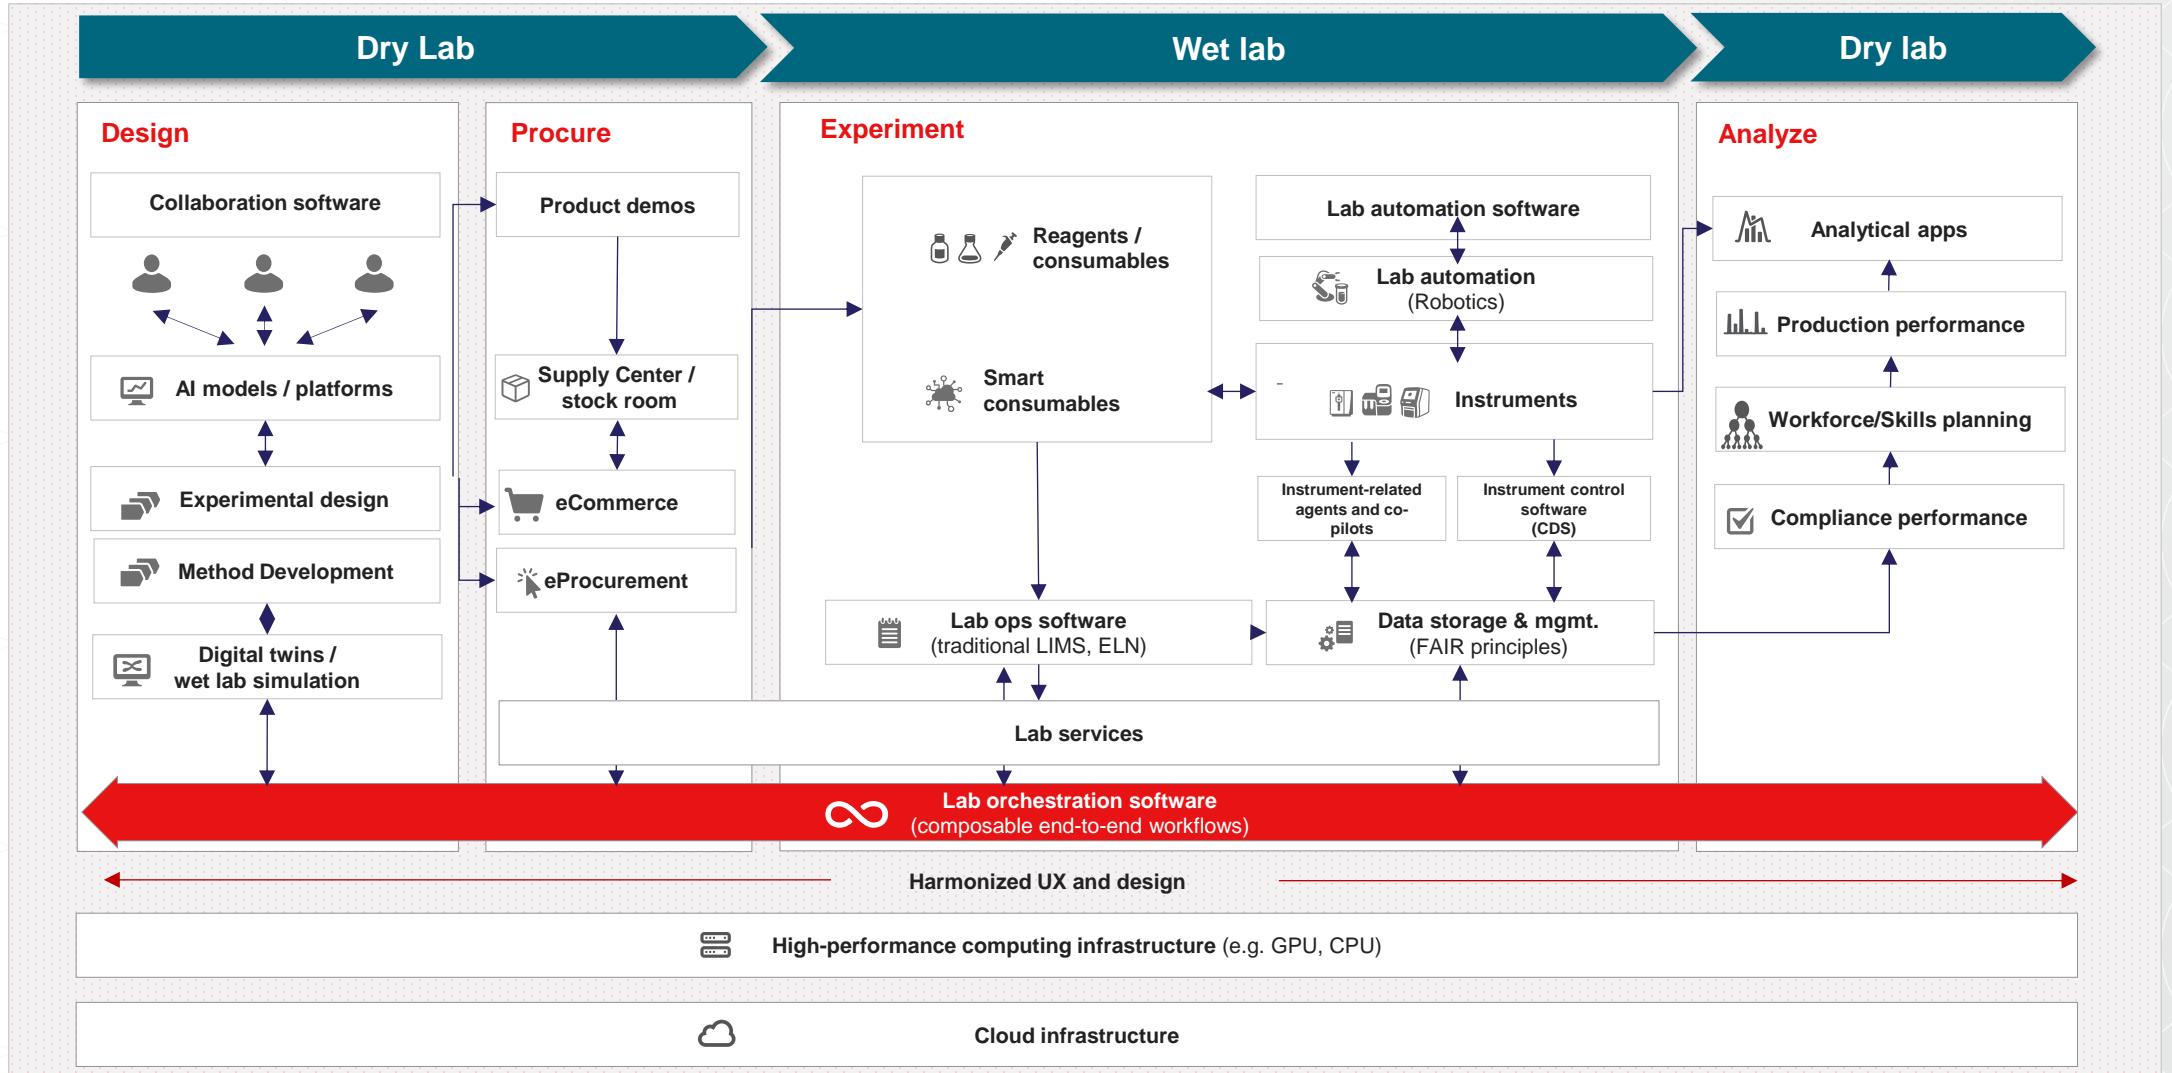 Dry Lab
Wet lab
Dry lab
Design
Collaboration software
AI models / platforms
Experimental design
Method Development
Digital twins /
wet lab simulation
Procure
Product demos
Supply Center /
stock room
eCommerce
eProcurement
Experiment
Reagents /
consumables
Smart
consumables
Lab automation software
Lab automation
(Robotics)
-
Instruments
Instrument-related
agents and co-
pilots
Instrument control
software
(CDS)
Lab ops software
(traditional LIMS, ELN)
Data storage & mgmt.
(FAIR principles)
Lab services
Analyze
Analytical apps
Production performance
Workforce/Skills planning
Compliance performance
Lab orchestration software
(composable end-to-end workflows)
Harmonized UX and design
High-performance computing infrastructure (e.g. GPU, CPU)
Cloud infrastructure